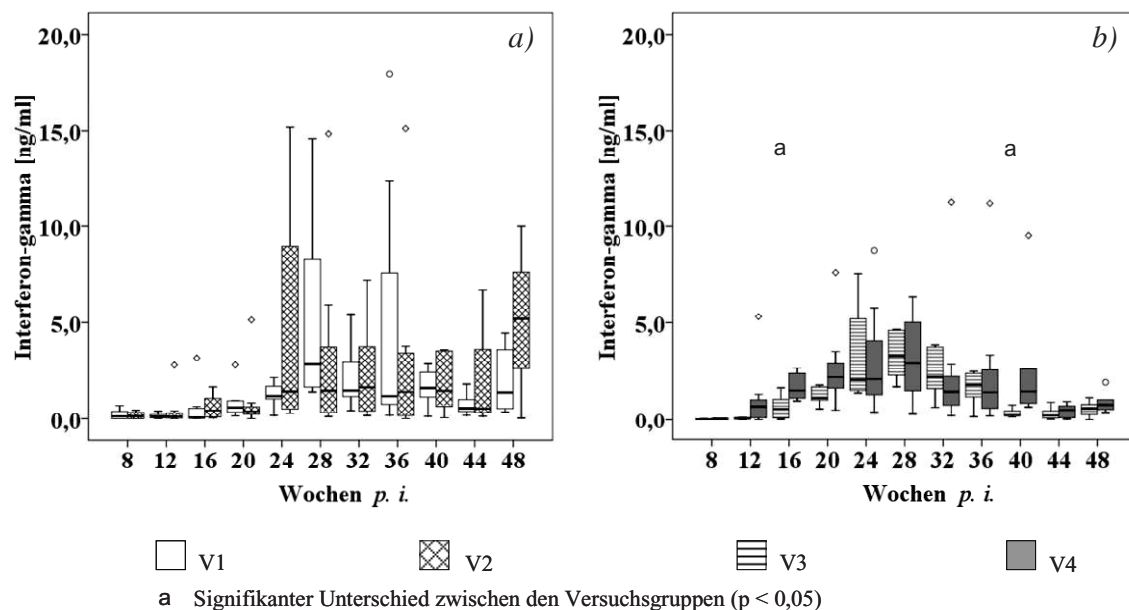 a)
20,0
15,0
10,0
5,0
0,0
Interferon-gamma [ng/ml]
8 12 16 20 24 28 32 36 40 44 48
Wochen p. i.
b)
20,0
15,0
10,0
5,0
0,0
Interferon-gamma [ng/ml]
a a
8 12 16 20 24 28 32 36 40 44 48
Wochen p. i.
V1 V2 V3 V4
a Signifikanter Unterschied zwischen den Versuchsgruppen (p < 0,05)